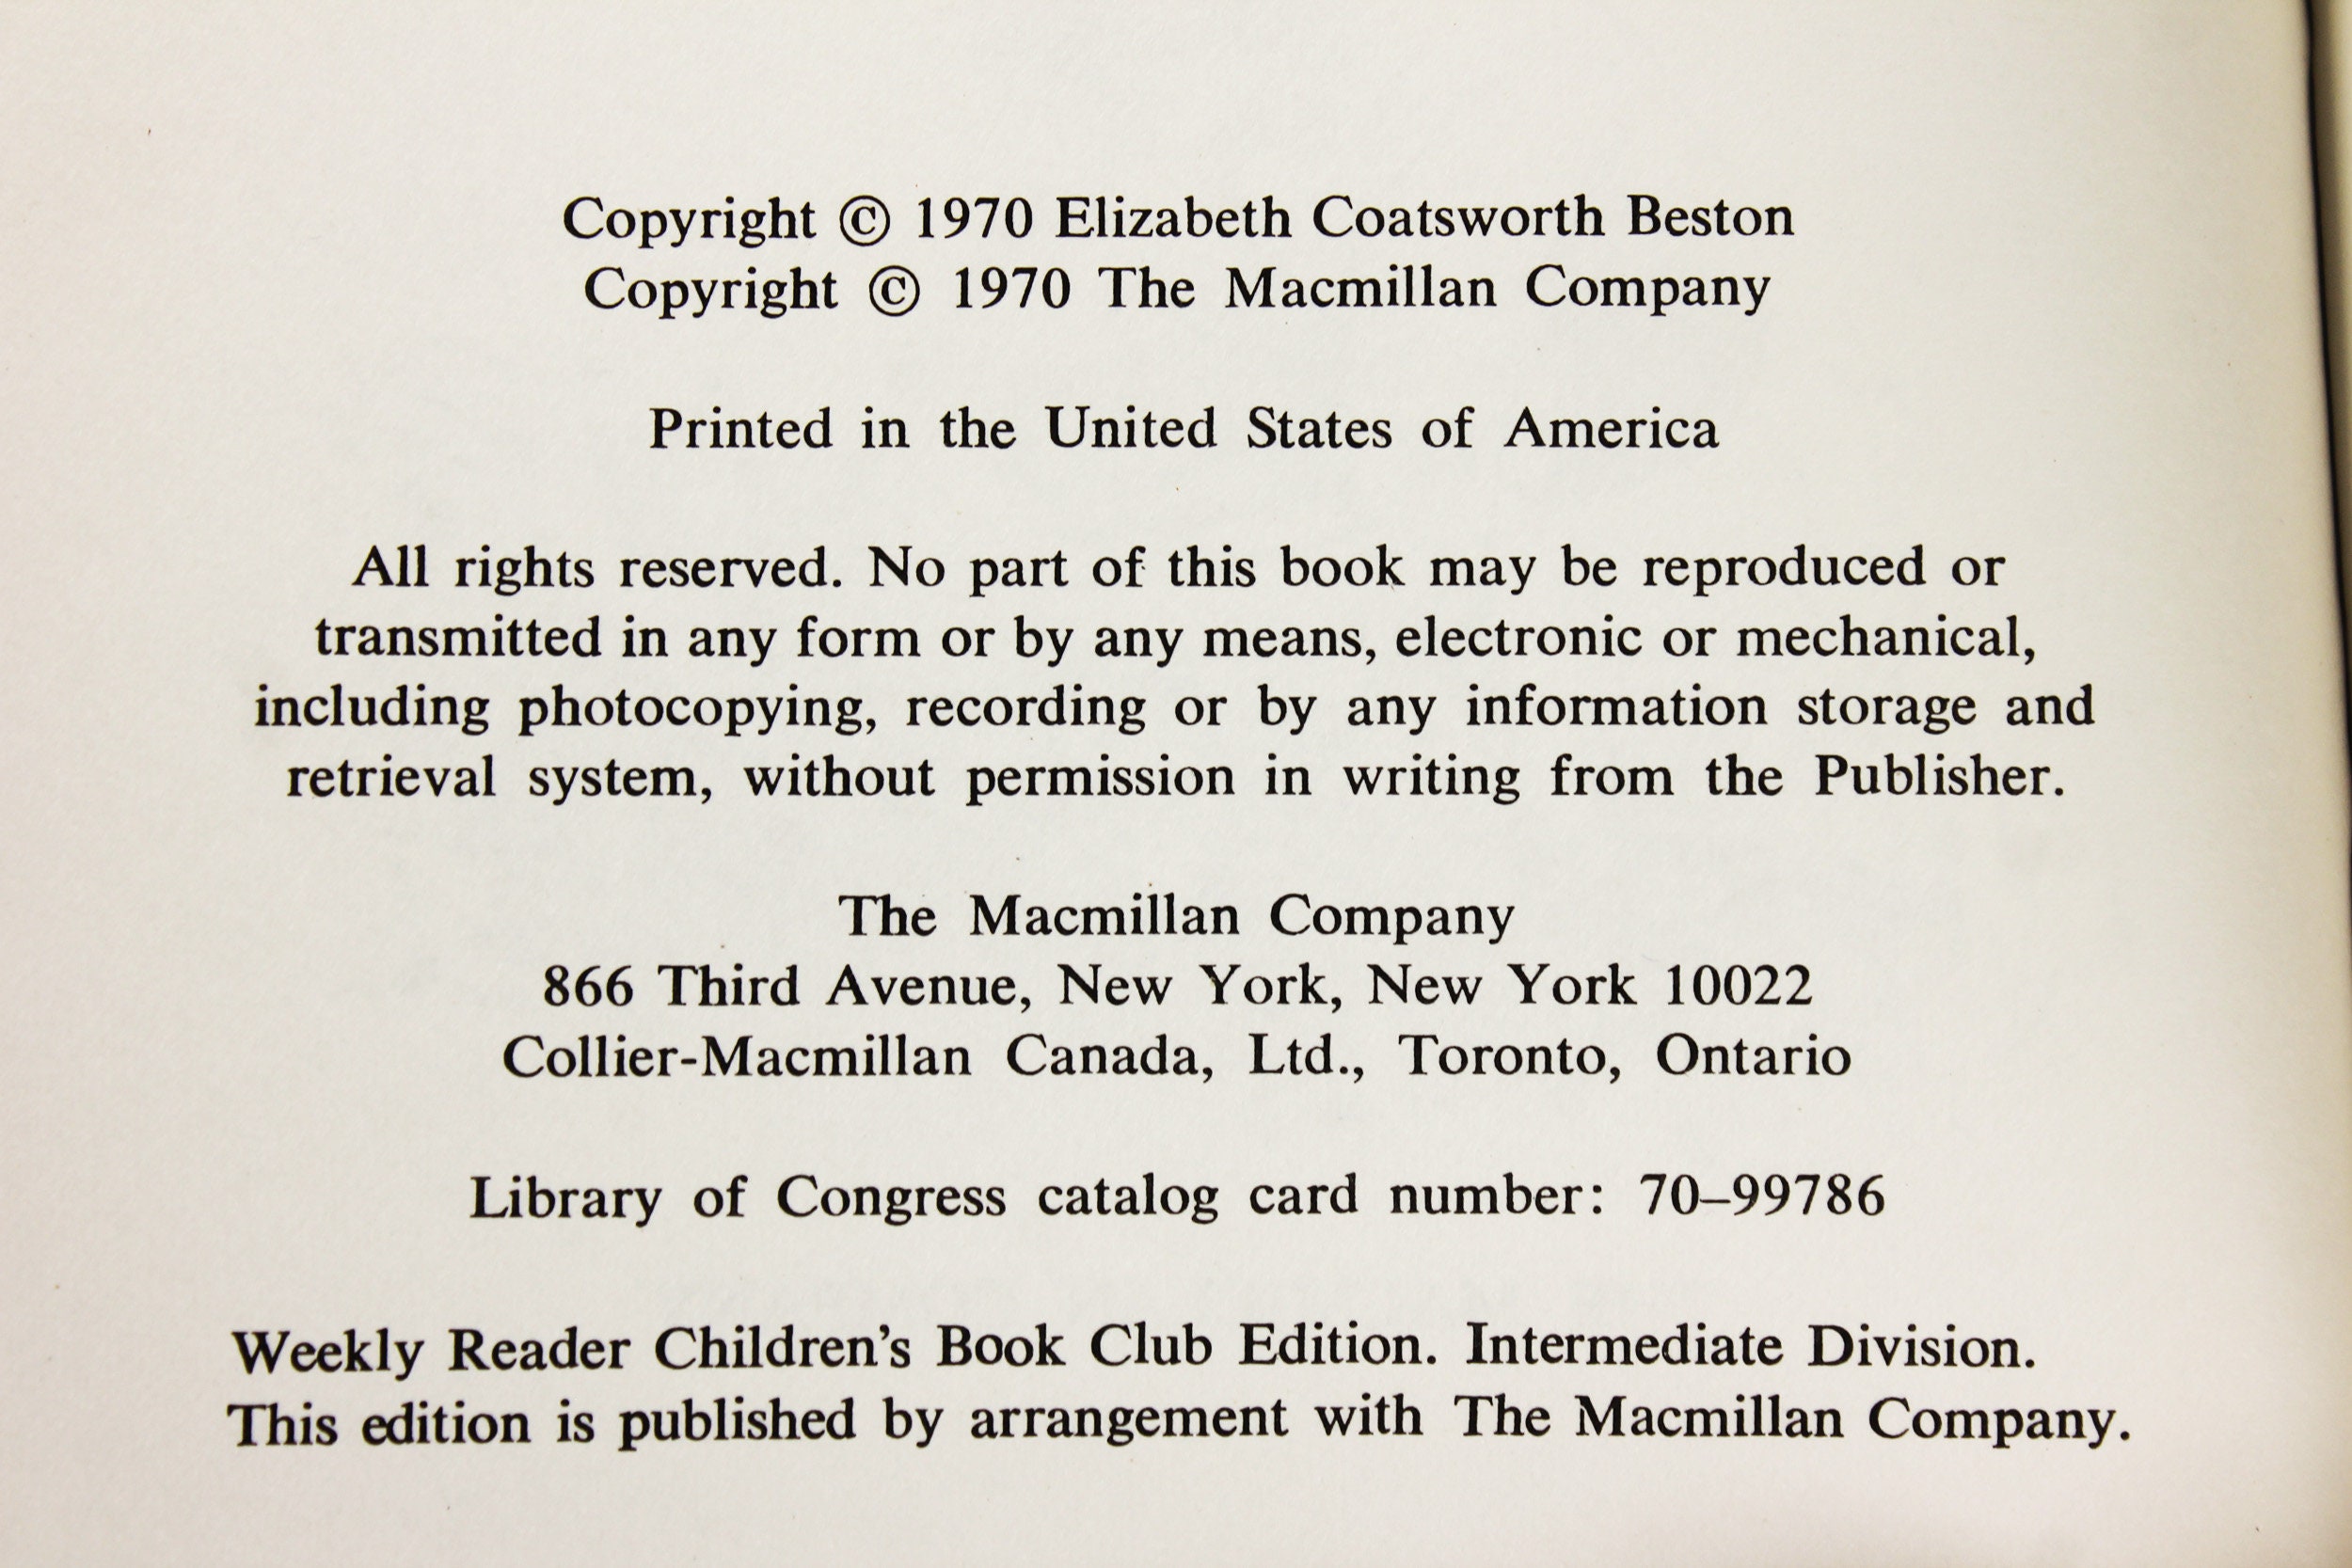 Copyright © 1970 Elizabeth Coatsworth Beston
Copyright © 1970 The Macmillan Company
Printed in the United States of America
All rights reserved. No part of this book may be reproduced or
transmitted in any form or by any means, electronic or mechanical,
including photocopying, recording or by any information storage and
retrieval system, without permission in writing from the Publisher.
The Macmillan Company
866 Third Avenue, New York, New York 10022
Collier-Macmillan Canada, Ltd., Toronto, Ontario
Library of Congress catalog card number: 70–99786
Weekly Reader Children’s Book Club Edition. Intermediate Division.
This edition is published by arrangement with The Macmillan Company.